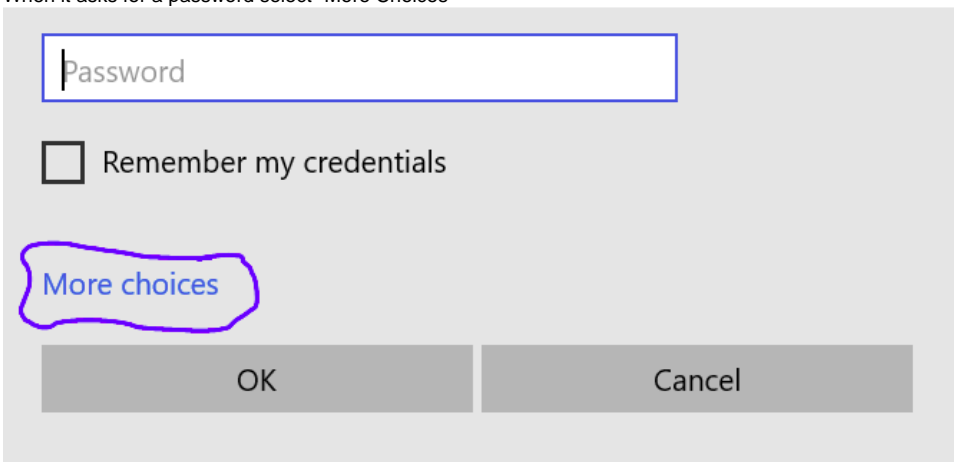 When it asks for a password select "More Choices"
Password
Remember my credentials
More choices
OK
Cancel